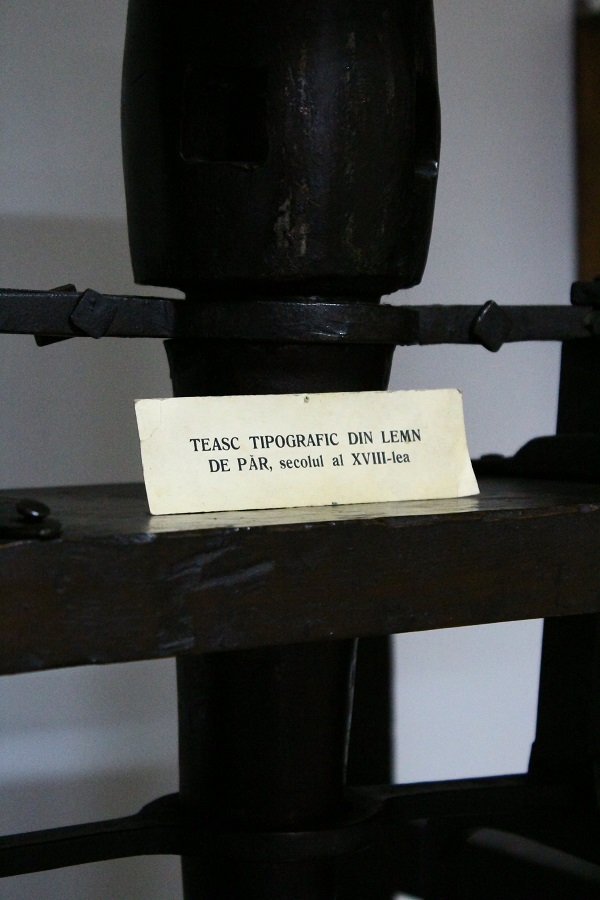 TEASC TIPOGRAFIC DIN LEMN
DE PĂR, secolul al XVIII-lea